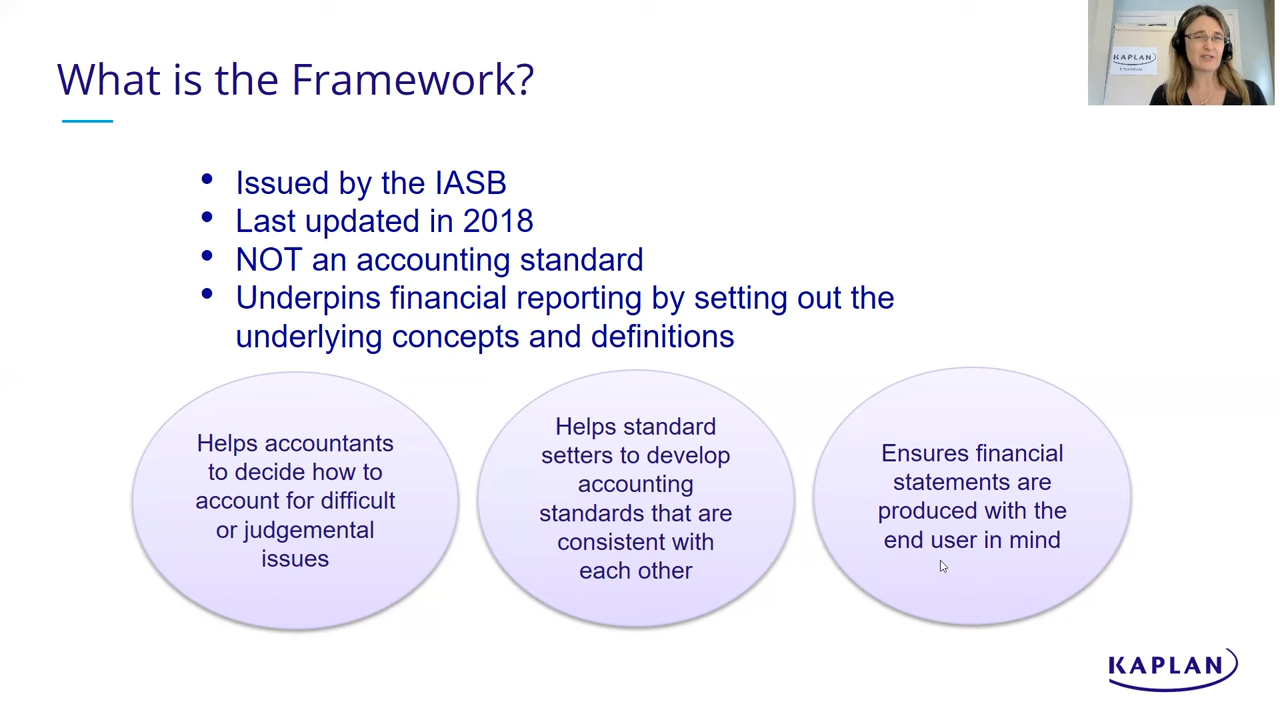 What is the Framework?
KAPLAN
FINANCIAL
• Issued by the IASB
• Last updated in 2018
• NOT an accounting standard
• Underpins financial reporting by setting out the
underlying concepts and definitions
Helps accountants
to decide how to
account for difficult
or judgemental
issues
Helps standard
setters to develop
accounting
standards that are
consistent with
each other
Ensures financial
statements are
produced with the
end user in mind
KAPLAN